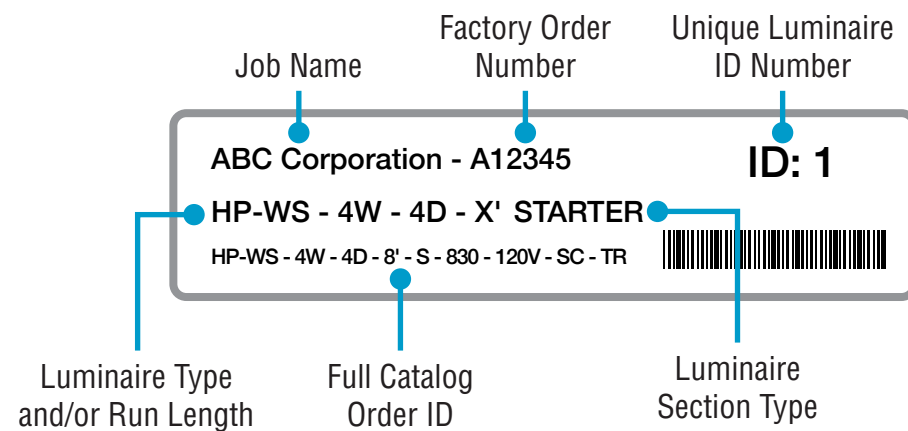 Job Name
Factory Order
Number
Unique Luminaire
ID Number
ABC Corporation - A12345
ID: 1
HP-WS - 4W - 4D - X' STARTER
HP-WS - 4W - 4D - 8' - S - 830 - 120V - SC - TR
Luminaire Type
and/or Run Length
Full Catalog
Order ID
Luminaire
Section Type